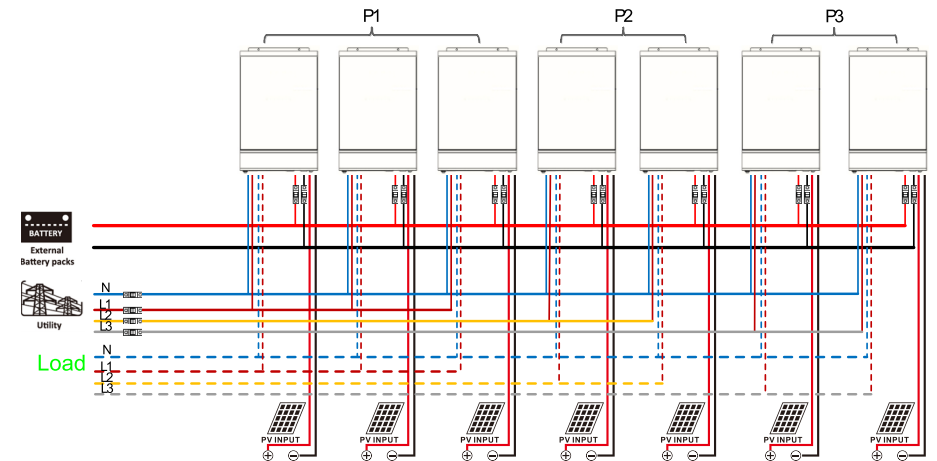 P1 P2 P3
BATTERY
External
Battery packs
N
L1
L2
L3
Utility
Load
N
L1
L2
L3
PV INPUT PV INPUT PV INPUT PV INPUT PV INPUT PV INPUT PV INPUT
+ − + − + − + − + − + − + −